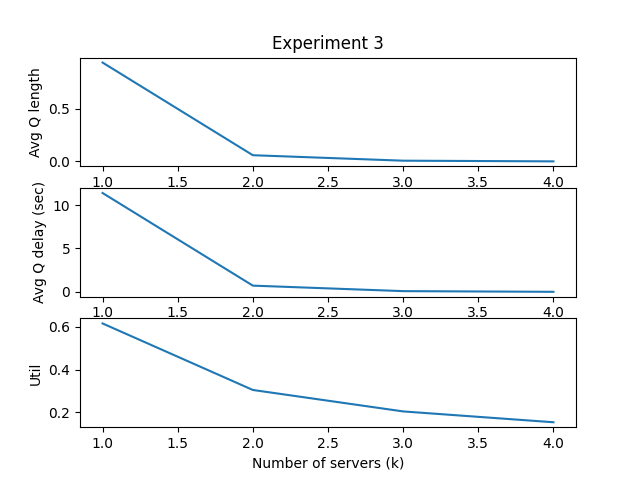 Experiment 3
Avg Q length
0.5
0.0
1.0 1.5 2.0 2.5 3.0 3.5 4.0
Avg Q delay (sec)
10
5
0
1.0 1.5 2.0 2.5 3.0 3.5 4.0
Util
0.6
0.4
0.2
1.0 1.5 2.0 2.5 3.0 3.5 4.0
Number of servers (k)